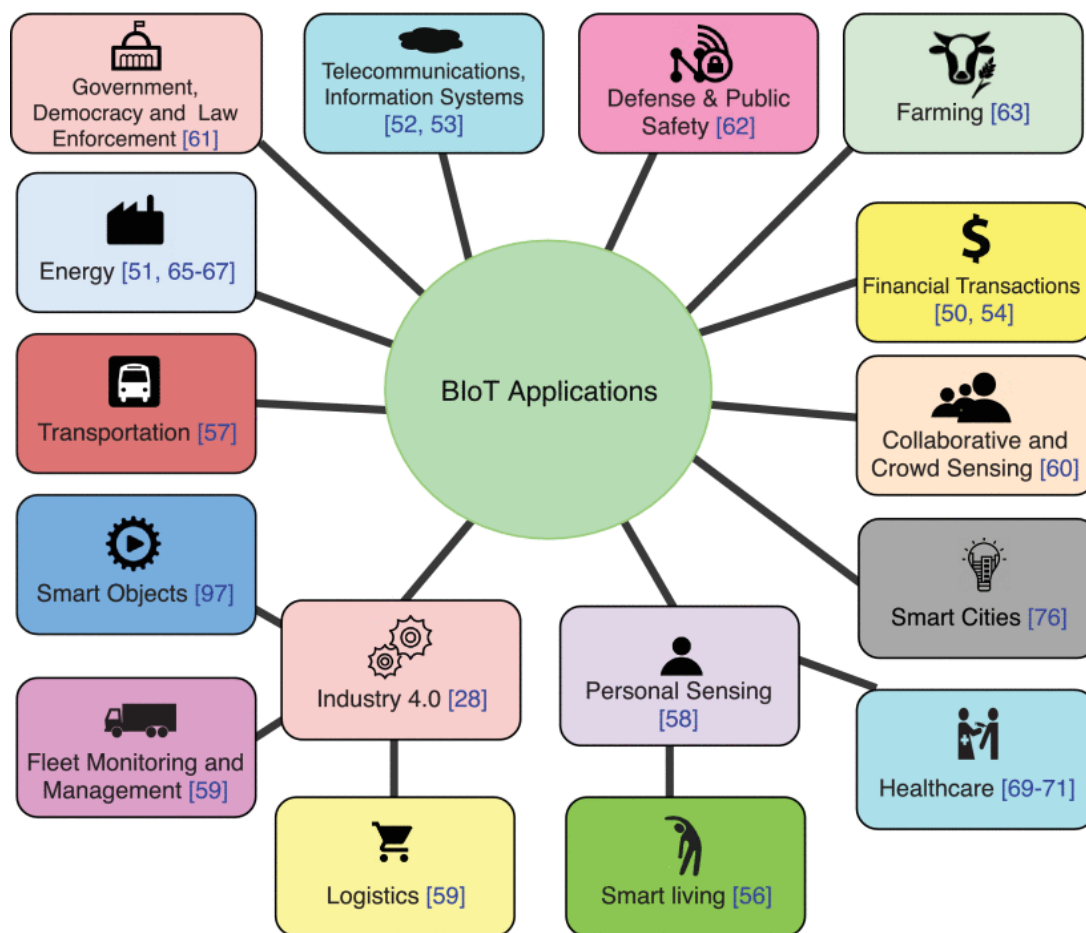 Government,
Democracy and Law
Enforcement [61]
Telecommunications,
Information Systems
[52, 53]
Defense & Public
Safety [62]
Farming [63]
Energy [51, 65-67]
Financial Transactions
[50, 54]
BIoT Applications
Transportation [57]
Collaborative and
Crowd Sensing [60]
Smart Objects [97]
Smart Cities [76]
Industry 4.0 [28]
Personal Sensing
[58]
Fleet Monitoring and
Management [59]
Healthcare [69-71]
Logistics [59]
Smart living [56]